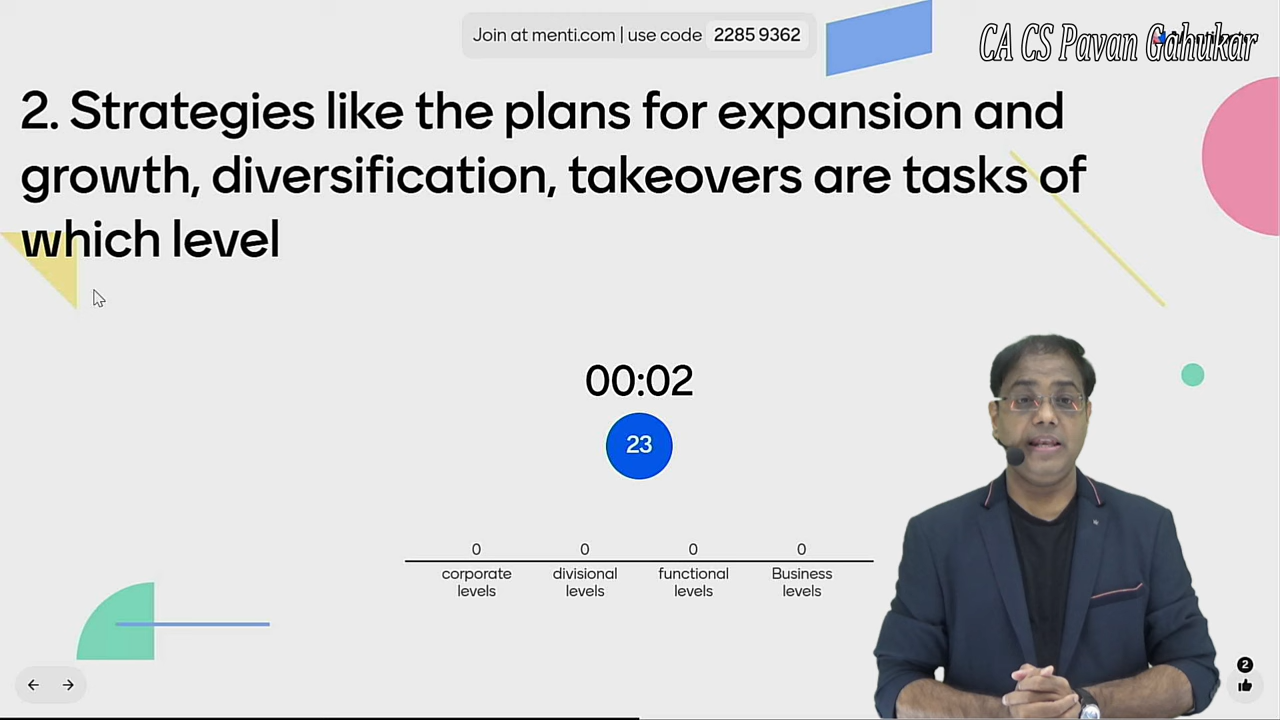 Join at menti.com | use code 2285 9362
CA CS Pavan Gahukar
2. Strategies like the plans for expansion and
growth, diversification, takeovers are tasks of
which level
00:02
23
0 0 0 0
corporate divisional functional Business
levels levels levels levels
2